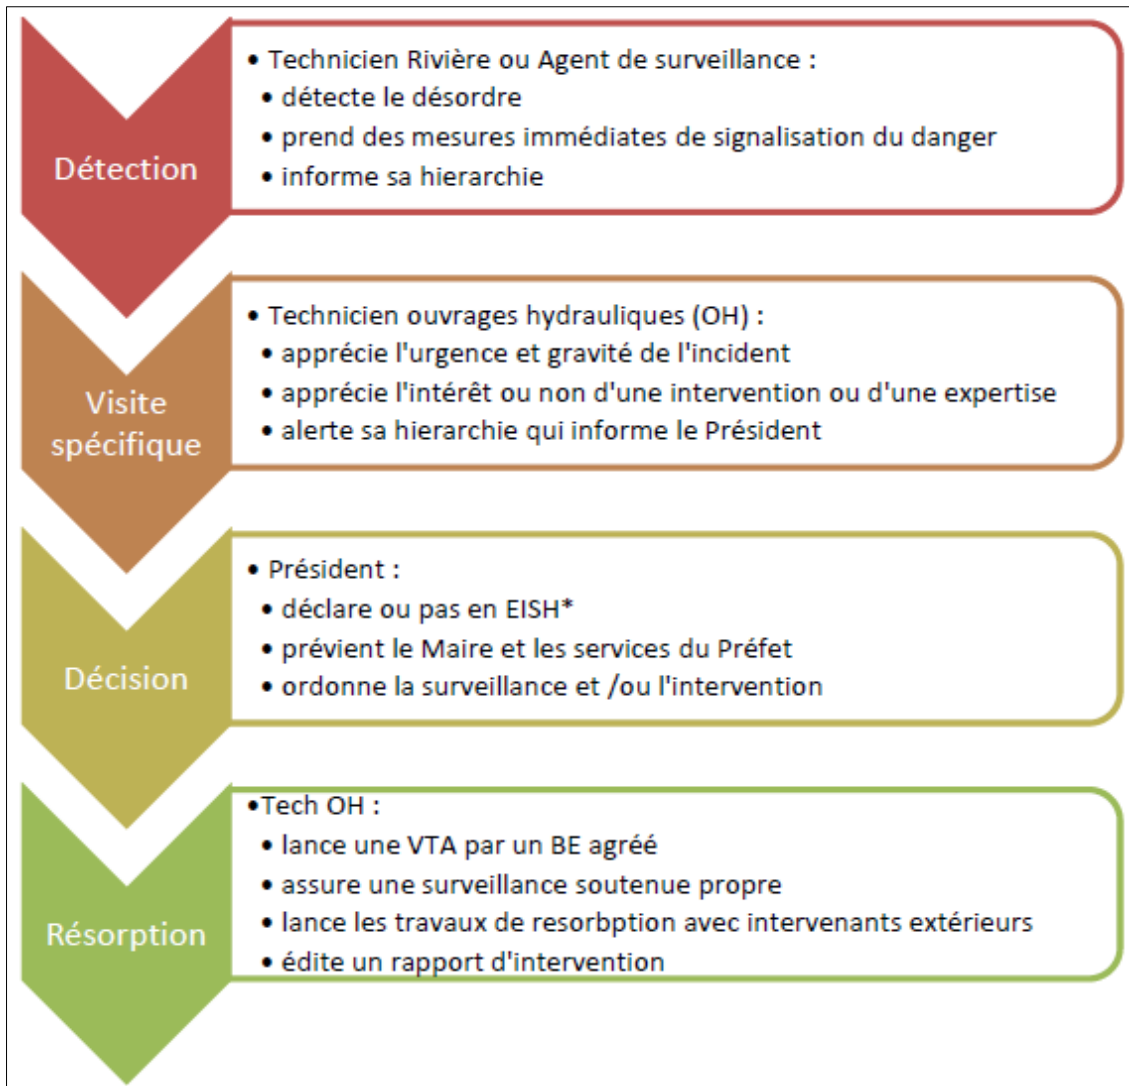 Détection
• Technicien Rivière ou Agent de surveillance :
• détecte le désordre
• prend des mesures immédiates de signalisation du danger
• informe sa hierarchie
Visite
spécifique
• Technicien ouvrages hydrauliques (OH) :
• apprécie l'urgence et gravité de l'incident
• apprécie l'intérêt ou non d'une intervention ou d'une expertise
• alerte sa hierarchie qui informe le Président
Décision
• Président :
• déclare ou pas en EISH*
• prévient le Maire et les services du Préfet
• ordonne la surveillance et /ou l'intervention
Résorption
•Tech OH :
• lance une VTA par un BE agréé
• assure une surveillance soutenue propre
• lance les travaux de resorbption avec intervenants extérieurs
• édite un rapport d'intervention